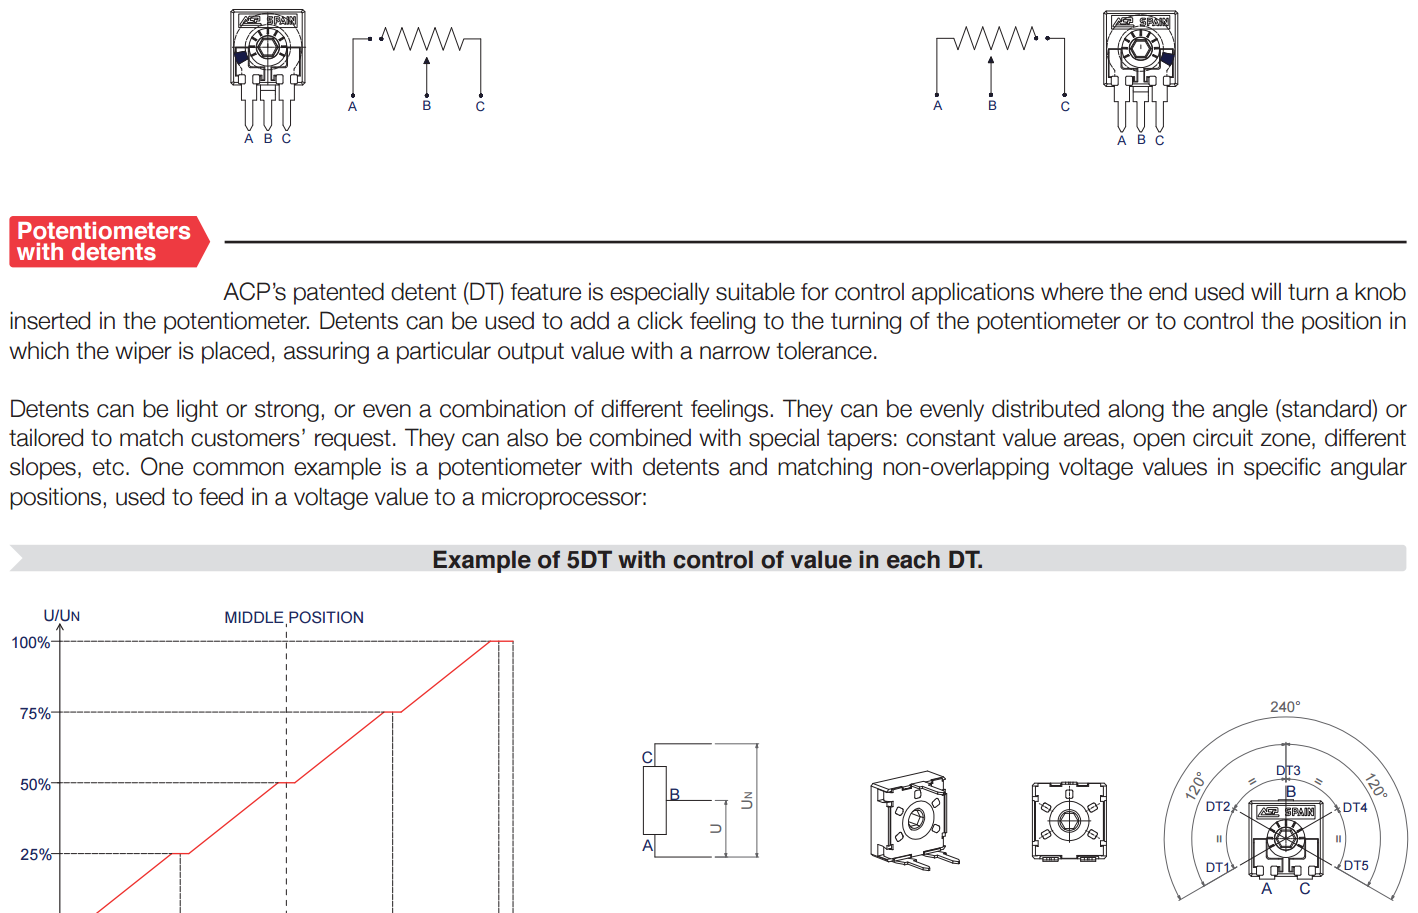 ACP SPAIN
A B C
A B C
A B C
ACP SPAIN
A B C
Potentiometers
with detents
ACP's patented detent (DT) feature is especially suitable for control applications where the end used will turn a knob
inserted in the potentiometer. Detents can be used to add a click feeling to the turning of the potentiometer or to control the position in
which the wiper is placed, assuring a particular output value with a narrow tolerance.
Detents can be light or strong, or even a combination of different feelings. They can be evenly distributed along the angle (standard) or
tailored to match customers' request. They can also be combined with special tapers: constant value areas, open circuit zone, different
slopes, etc. One common example is a potentiometer with detents and matching non-overlapping voltage values in specific angular
positions, used to feed in a voltage value to a microprocessor:
Example of 5DT with control of value in each DT.
U/UN
MIDDLE POSITION
100%
75%
50%
25%
C
B
A
U
UN
240°
120°
120°
DT3
B
DT2
DT4
ACP SPAIN
DT1
DT5
A C